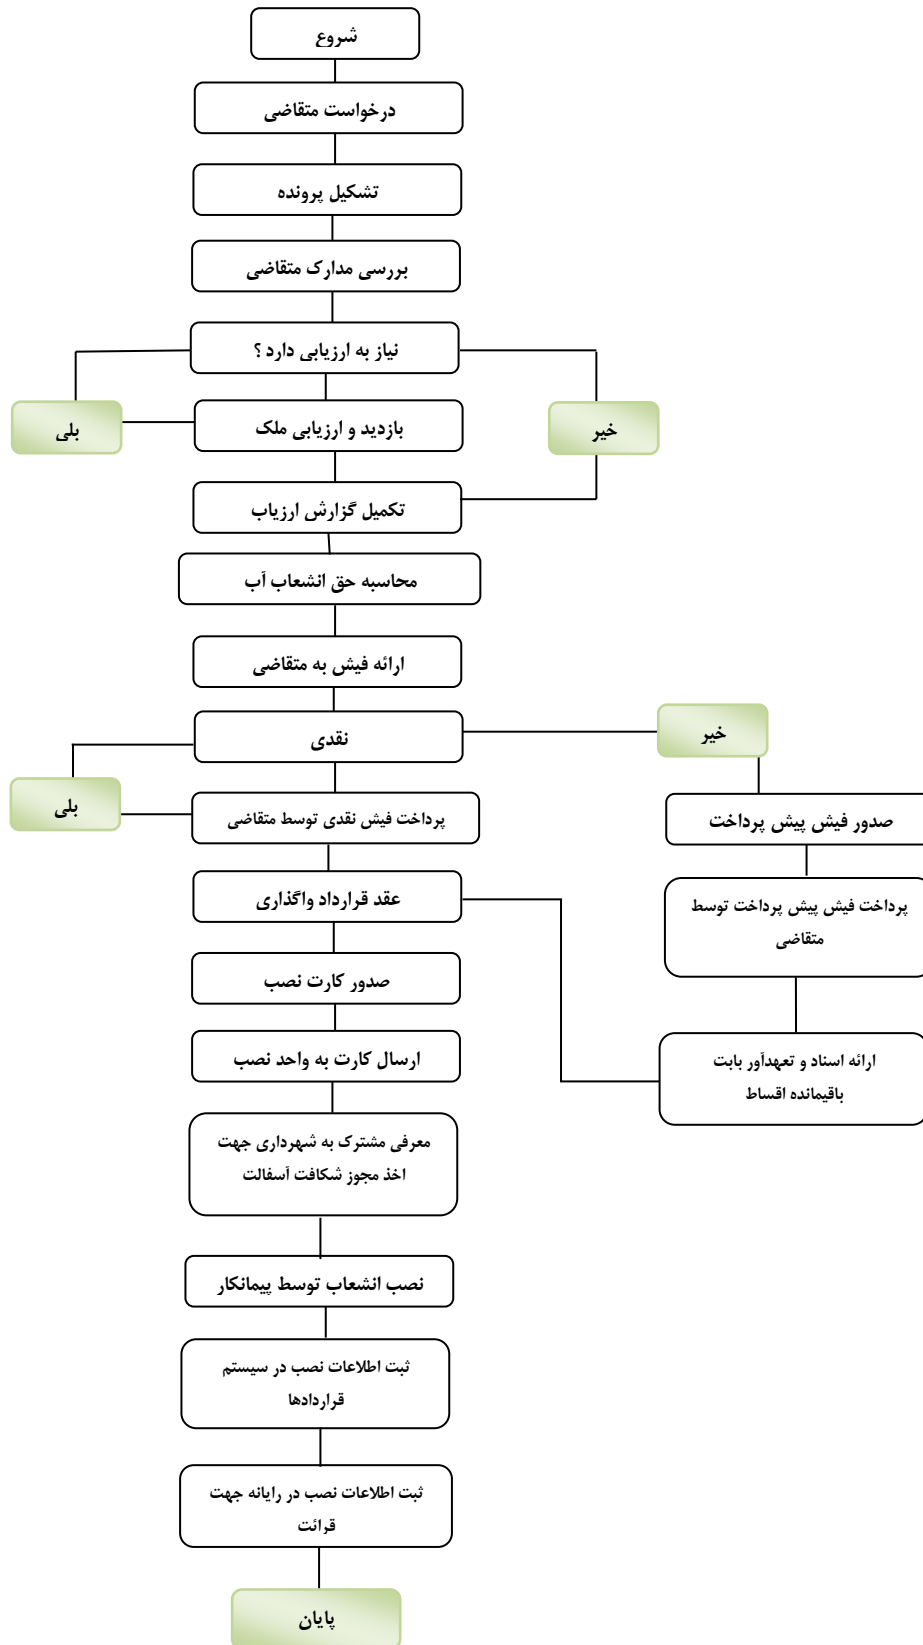 شروع
درخواست متقاضی
تشکیل پرونده
بررسی مدارک متقاضی
نیاز به ارزیابی دارد ؟
بلی
خیر
بازدید و ارزیابی ملک
تکمیل گزارش ارزیاب
محاسبه حق انشعاب آب
ارائه فیش به متقاضی
نقدی
خیر
بلی
پرداخت فیش نقدی توسط متقاضی
صدور فیش پیش پرداخت
پرداخت فیش پیش پرداخت توسط
متقاضی
ارائه اسناد و تعهدآور بابت
باقیمانده اقساط
عقد قرارداد واگذاری
صدور کارت نصب
ارسال کارت به واحد نصب
معرفی مشترک به شهرداری جهت
اخذ مجوز شکافت آسفالت
نصب انشعاب توسط پیمانکار
ثبت اطلاعات نصب در سیستم
قراردادها
ثبت اطلاعات نصب در رایانه جهت
قرائت
پایان